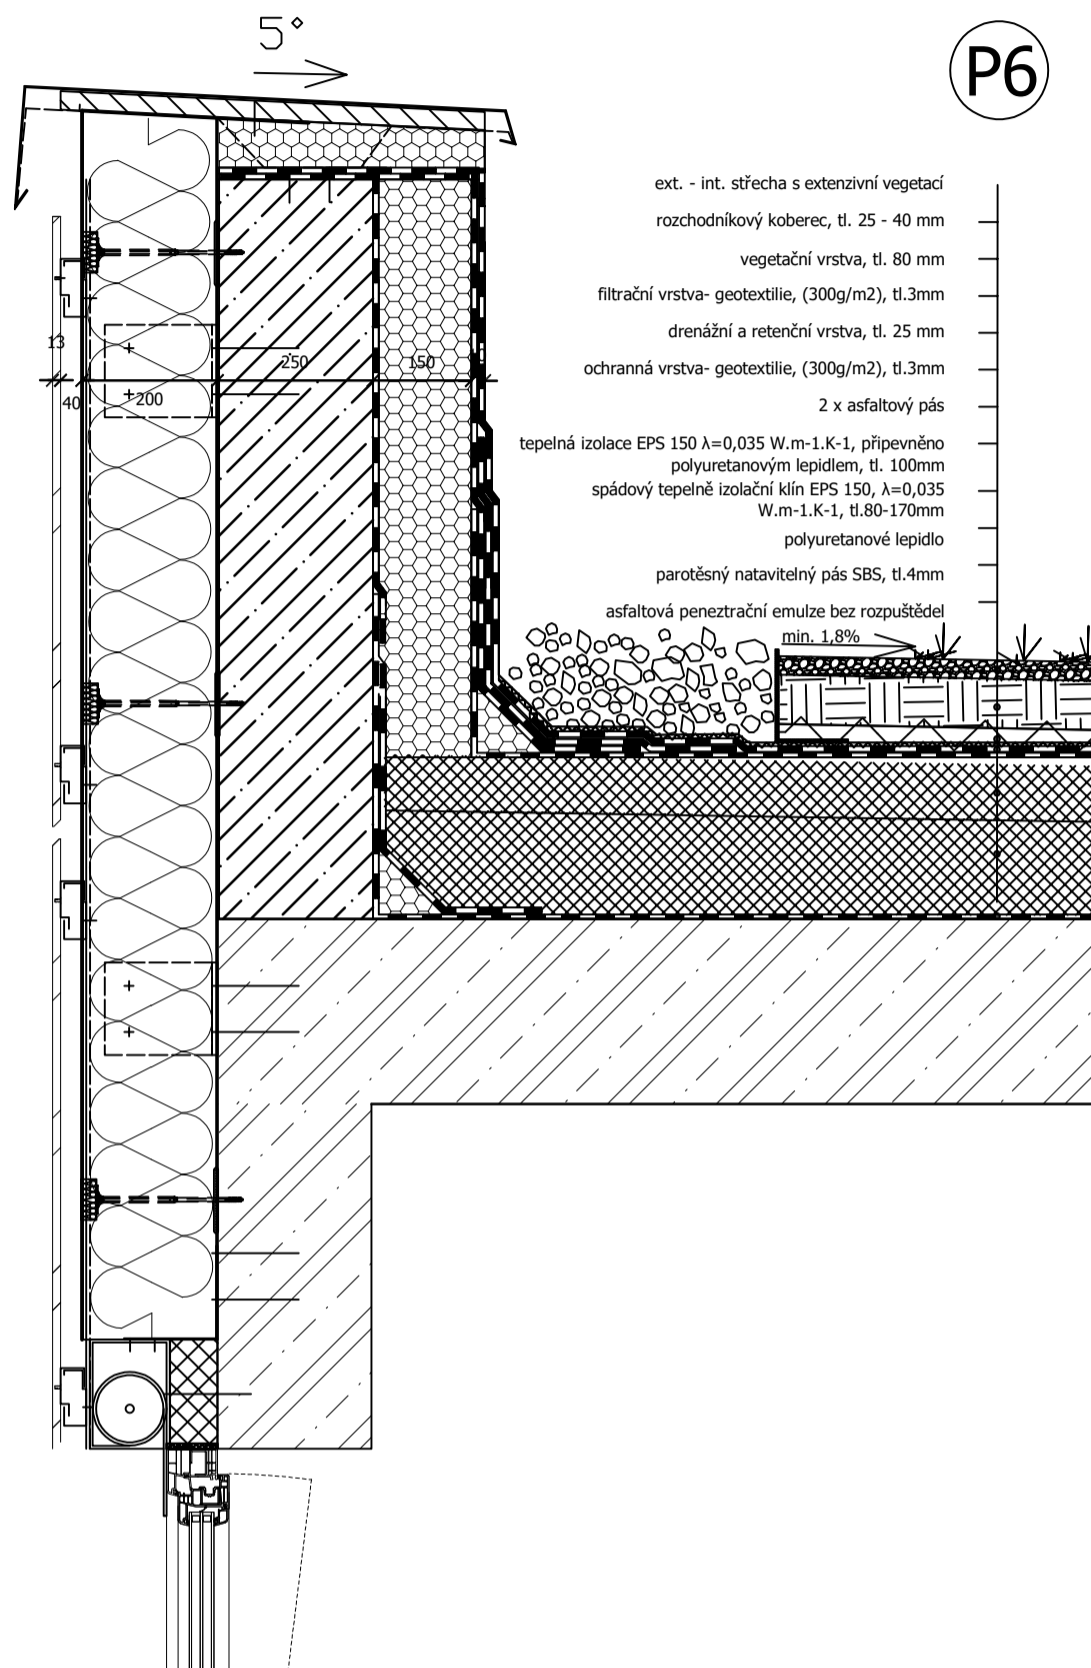 5°
P6
ext. - int. střecha s extenzivní vegetací
rozchodníkový koberec, tl. 25 - 40 mm
vegetační vrstva, tl. 80 mm
filtrační vrstva- geotextilie, (300g/m2), tl.3mm
drenážní a retenční vrstva, tl. 25 mm
13
250
150
ochranná vrstva- geotextilie, (300g/m2), tl.3mm
40
200
2 x asfaltový pás
tepelná izolace EPS 150 λ=0,035 W.m-1.K-1, připevněno
polyuretanovým lepidlem, tl. 100mm
spádový tepelně izolační klín EPS 150, λ=0,035
W.m-1.K-1, tl.80-170mm
polyuretanové lepidlo
parotěsný natavitelný pás SBS, tl.4mm
asfaltová peneztrační emulze bez rozpuštědel
min. 1,8%